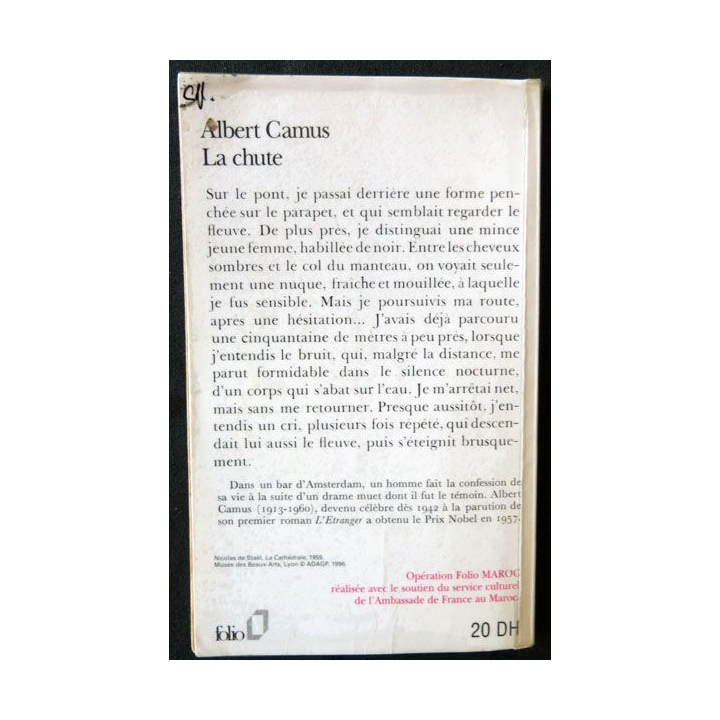 SN.
Albert Camus
La chute
Sur le pont, je passai derrière une forme pen-
chée sur le parapet, et qui semblait regarder le
fleuve. De plus près, je distinguai une mince
jeune femme, habillée de noir. Entre les cheveux
sombres et le col du manteau, on voyait seule-
ment une nuque, fraîche et mouillée, à laquelle
je fus sensible. Mais je poursuivis ma route,
après une hésitation... J'avais déjà parcouru
une cinquantaine de mètres à peu près, lorsque
j'entendis le bruit, qui, malgré la distance, me
parut formidable dans le silence nocturne,
d'un corps qui s'abat sur l'eau. Je m'arrêtai net,
mais sans me retourner. Presque aussitôt, j'en-
tendis un cri, plusieurs fois répété, qui descen-
dait lui aussi le fleuve, puis s'éteignit brusque-
ment.
Dans un bar d'Amsterdam, un homme fait la confession de
sa vie à la suite d'un drame muet dont il fut le témoin. Albert
Camus (1913-1960), devenu célèbre dès 1942 à la parution de
son premier roman L'Etranger a obtenu le Prix Nobel en 1957.
Nicolas de Staël, La Cathédrale, 1955.
Musée des Beaux-Arts, Lyon © ADAGP, 1996.
Opération Folio MAROC
réalisée avec le soutien du service culturel
de l'Ambassade de France au Maroc.
folio
20 DH